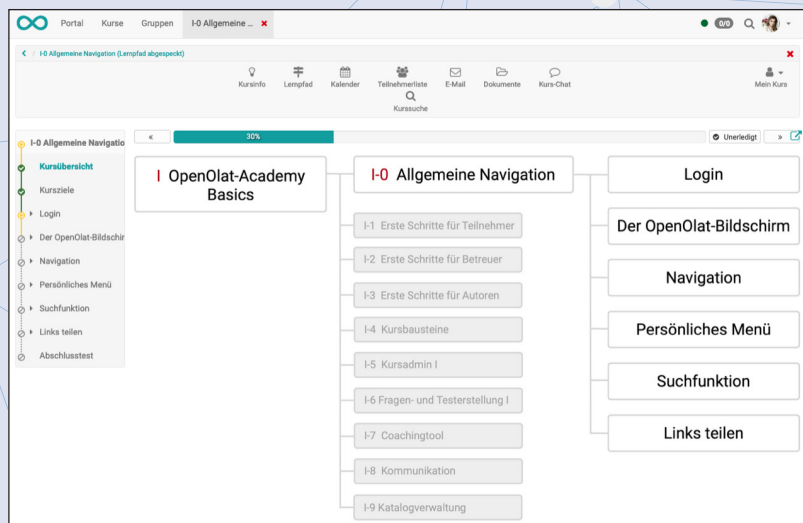 Portal Kurse Gruppen I-0 Allgemeine ... 0/0
I-0 Allgemeine Navigation (Lernpfad abgespeckt)
Kursinfo Lernpfad Kalender Teilnehmerliste E-Mail Dokumente Kurs-Chat Mein Kurs
Kurssuche
« 30% Unerledigt »
I-0 Allgemeine Navigatio
Kursübersicht
Kursziele
Login
Der OpenOlat-Bildschir
Navigation
Persönliches Menü
Suchfunktion
Links teilen
Abschlusstest
I OpenOlat-Academy
Basics
I-0 Allgemeine Navigation
I-1 Erste Schritte für Teilnehmer
I-2 Erste Schritte für Betreuer
I-3 Erste Schritte für Autoren
I-4 Kursbausteine
I-5 Kursadmin I
I-6 Fragen- und Testerstellung I
I-7 Coachingtool
I-8 Kommunikation
I-9 Katalogverwaltung
Login
Der OpenOlat-Bildschirm
Navigation
Persönliches Menü
Suchfunktion
Links teilen